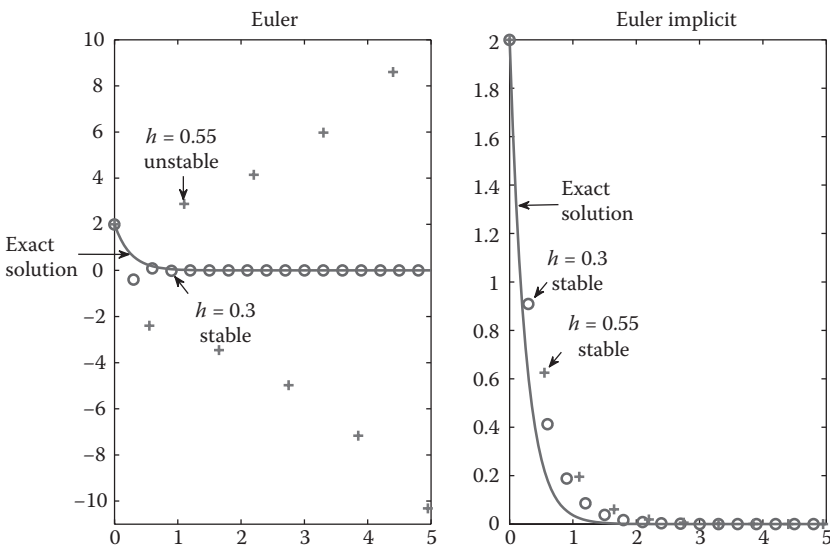 Euler
10
8
6
4
2
0
−2
−4
−6
−8
−10
0
1
2
3
4
5
h = 0.55
unstable
Exact
solution
h = 0.3
stable
Euler implicit
2
1.8
1.6
1.4
1.2
1
0.8
0.6
0.4
0.2
0
0
1
2
3
4
5
Exact
solution
h = 0.3
stable
h = 0.55
stable